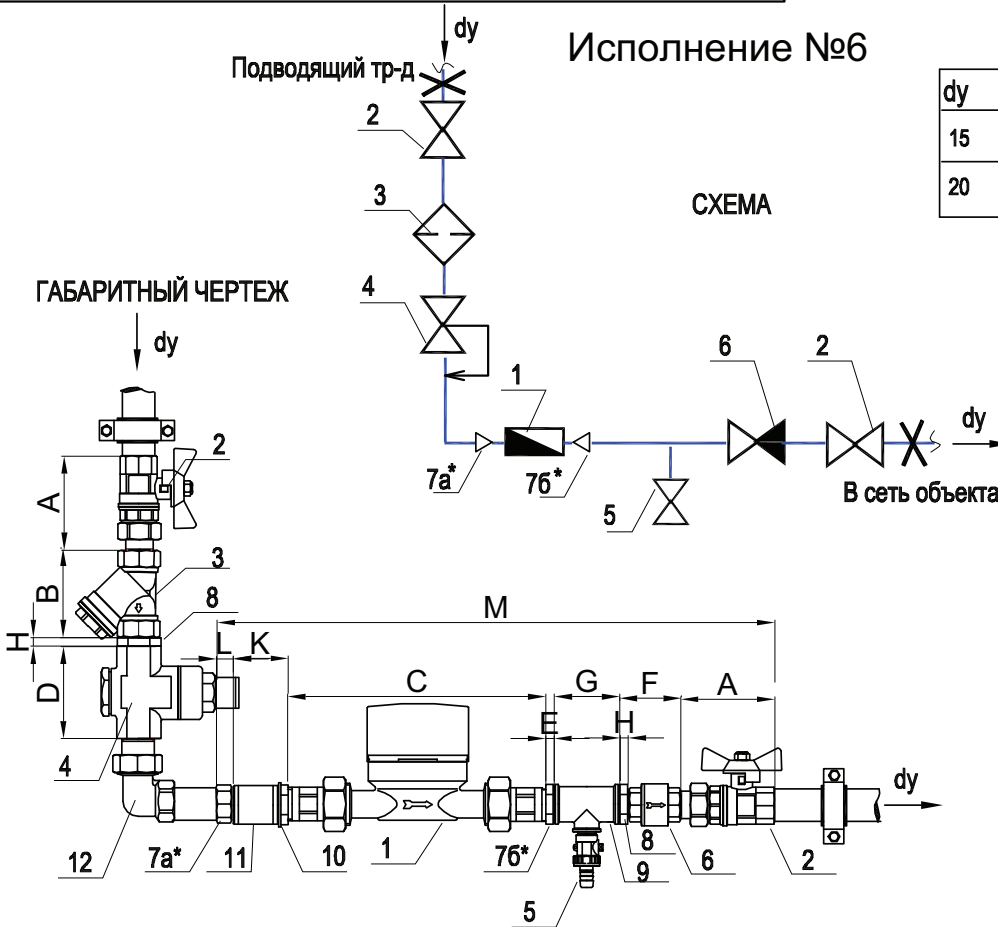 dy
Исполнение №6
Подводящий тр-д
dy
15
20
2
3
СХЕМА
4
ГАБАРИТНЫЙ ЧЕРТЕЖ
dy
6
2
1
dy
7а*
7б*
5
В сеть объекта
2
A
B
3
8
H
M
L
K
D
C
G
F
A
E
H
4
dy
12
7а*
11
10
1
7б*
8
9
6
2
5